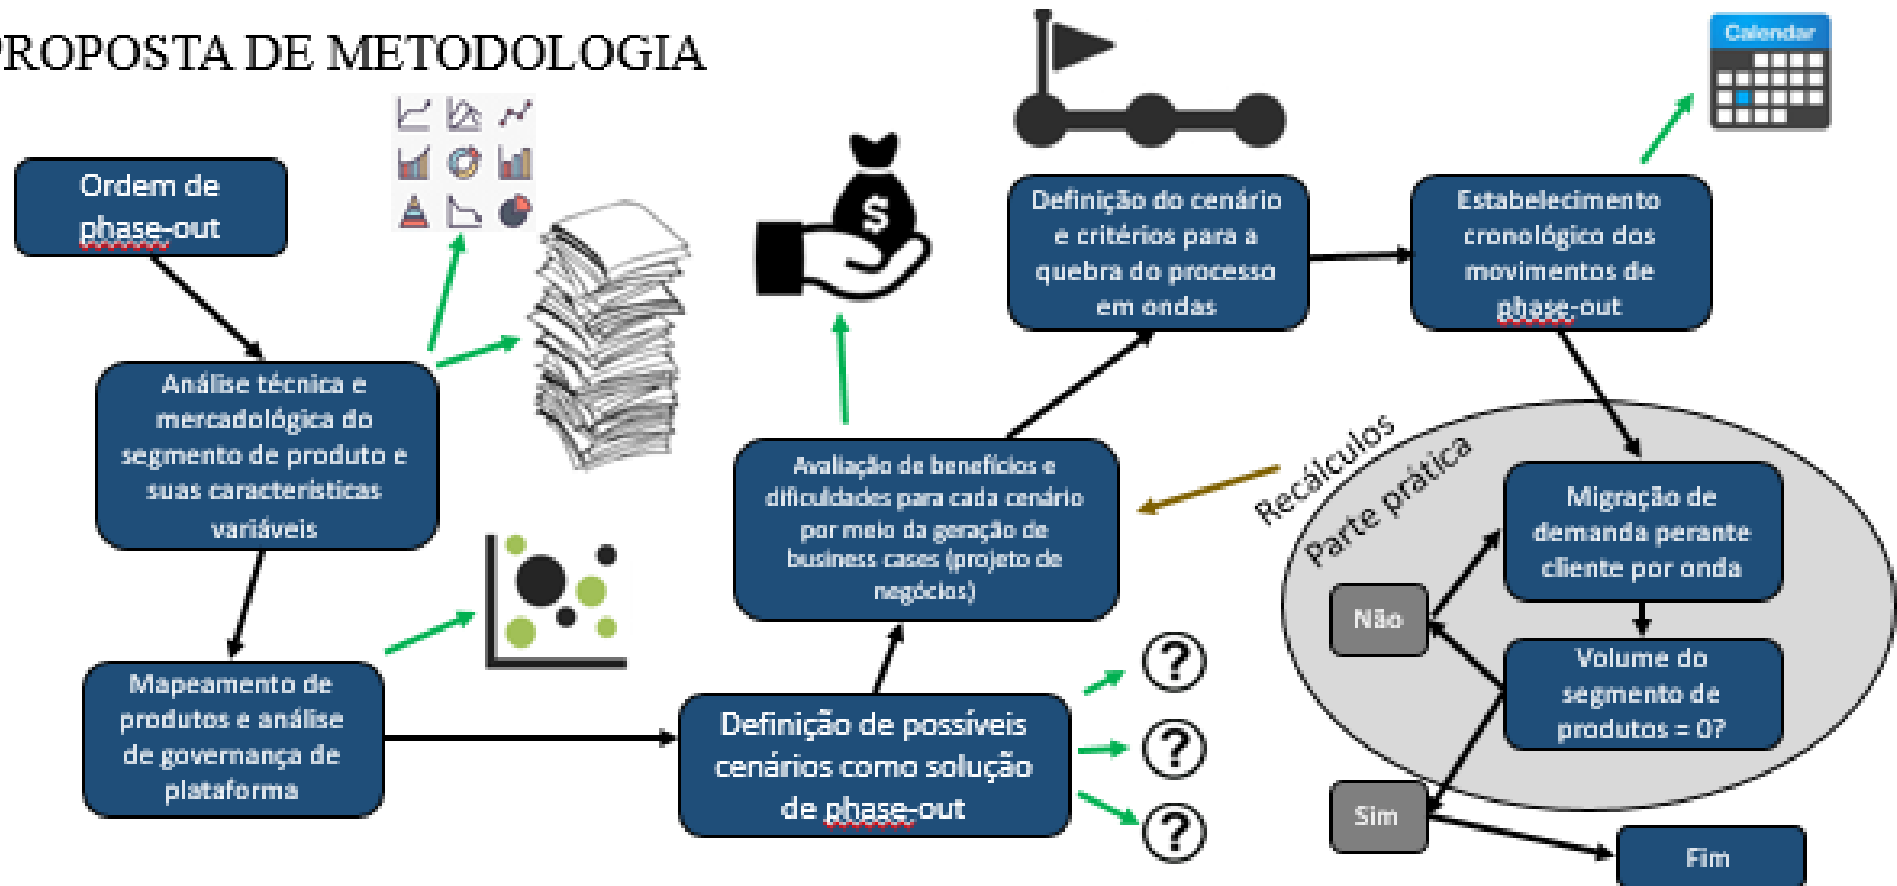 PROPOSTA DE METODOLOGIA
Ordem de
phase-out
Análise técnica e
mercadológica do
segmento de produto e
suas características
variáveis
Mapeamento de
produtos e análise
de governança de
plataforma
Definição de possíveis
cenários como solução
de phase-out
?
?
?
Avaliação de benefícios e
dificuldades para cada cenário
por meio da geração de
business cases (projeto de
negócios)
$
Definição do cenário
e critérios para a
quebra do processo
em ondas
Estabelecimento
cronológico dos
movimentos de
phase-out
Calendar
Recálculos
Parte prática
Migração de
demanda perante
cliente por onda
Volume do
segmento de
produtos = 0?
Não
Sim
Fim